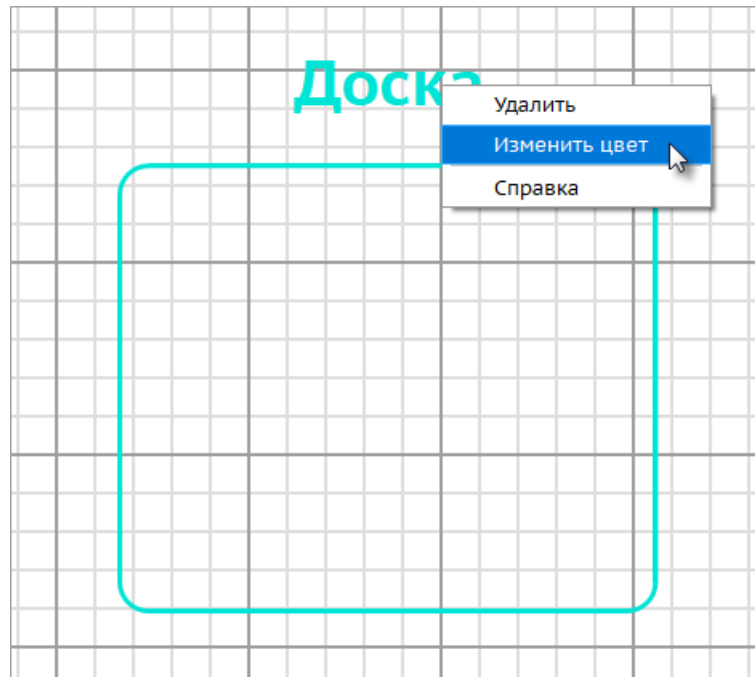 Доска
Удалить
Изменить цвет
Справка